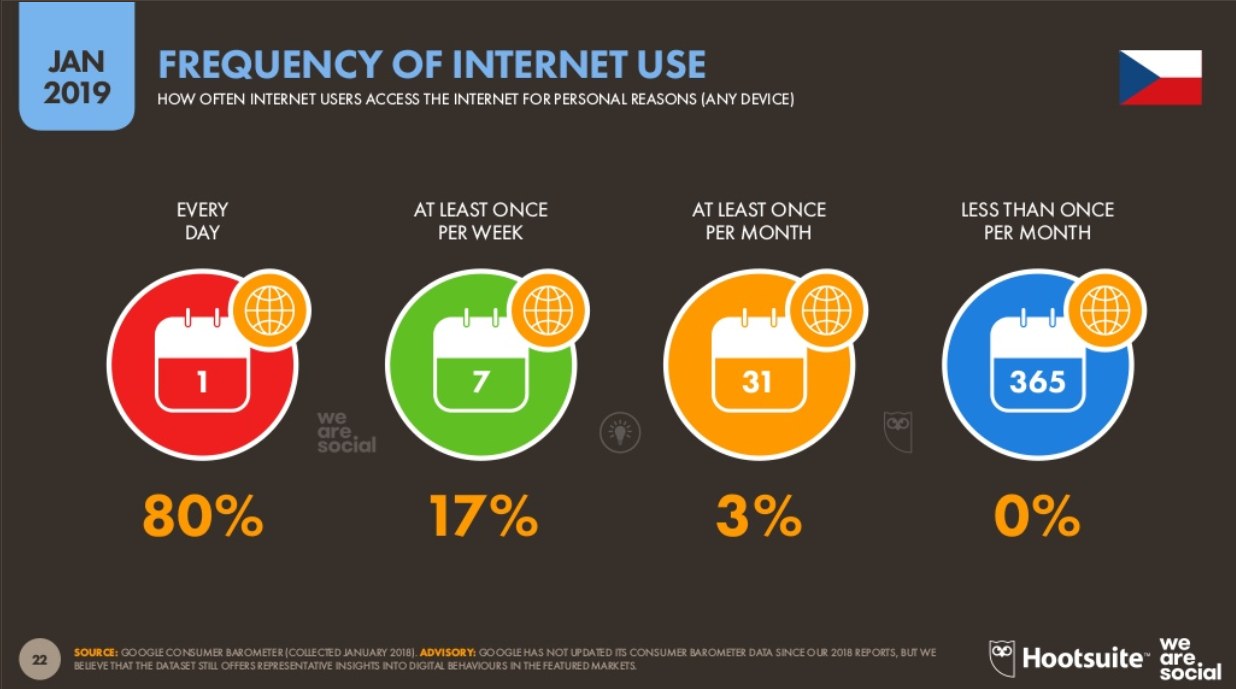 JAN
2019
FREQUENCY OF INTERNET USE
HOW OFTEN INTERNET USERS ACCESS THE INTERNET FOR PERSONAL REASONS (ANY DEVICE)
EVERY
DAY
AT LEAST ONCE
PER WEEK
AT LEAST ONCE
PER MONTH
LESS THAN ONCE
PER MONTH
1
7
31
365
we
are
social
80%
17%
3%
0%
22
SOURCE: GOOGLE CONSUMER BAROMETER (COLLECTED JANUARY 2018). ADVISORY: GOOGLE HAS NOT UPDATED ITS CONSUMER BAROMETER DATA SINCE OUR 2018 REPORTS, BUT WE
BELIEVE THAT THE DATASET STILL OFFERS REPRESENTATIVE INSIGHTS INTO DIGITAL BEHAVIOURS IN THE FEATURED MARKETS.
Hootsuite™
we
are
social